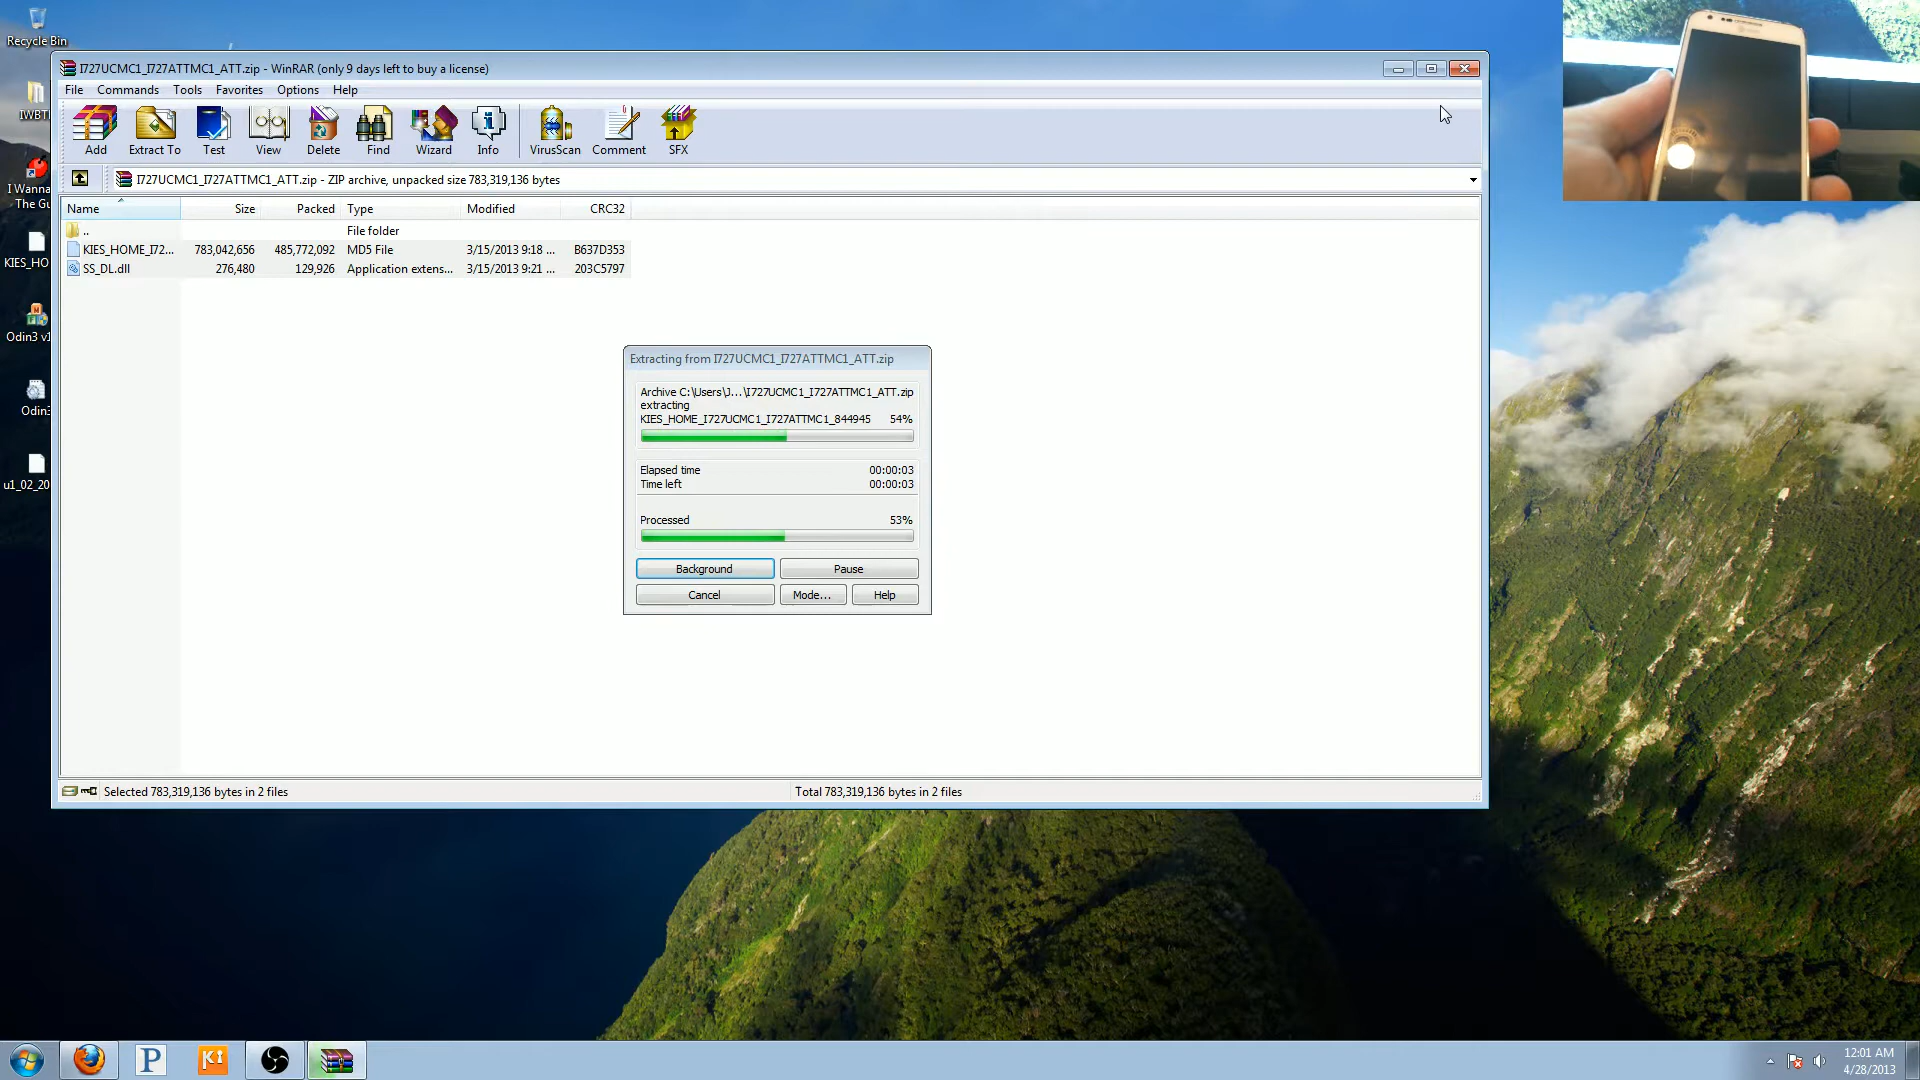 Recycle Bin
IWBT
I Wanna
The Gu
KIES_HO
Odin3 v1
Odin3
u1_02_20
I727UCMC1_I727ATTMC1_ATT.zip - WinRAR (only 9 days left to buy a license)
File Commands Tools Favorites Options Help
Add Extract To Test View Delete Find Wizard Info VirusScan Comment SFX
I727UCMC1_I727ATTMC1_ATT.zip - ZIP archive, unpacked size 783,319,136 bytes
Name Size Packed Type Modified CRC32
.. File folder
KIES_HOME_I72... 783,042,656 485,772,092 MD5 File 3/15/2013 9:18 ... B637D353
SS_DL.dll 276,480 129,926 Application extens... 3/15/2013 9:21 ... 203C5797
Extracting from I727UCMC1_I727ATTMC1_ATT.zip
Archive C:\Users\J...\I727UCMC1_I727ATTMC1_ATT.zip
extracting
KIES_HOME_I727UCMC1_I727ATTMC1_844945 54%
Elapsed time 00:00:03
Time left 00:00:03
Processed 53%
Background Pause
Cancel Mode... Help
Selected 783,319,136 bytes in 2 files Total 783,319,136 bytes in 2 files
P
Ki
12:01 AM
4/28/2013